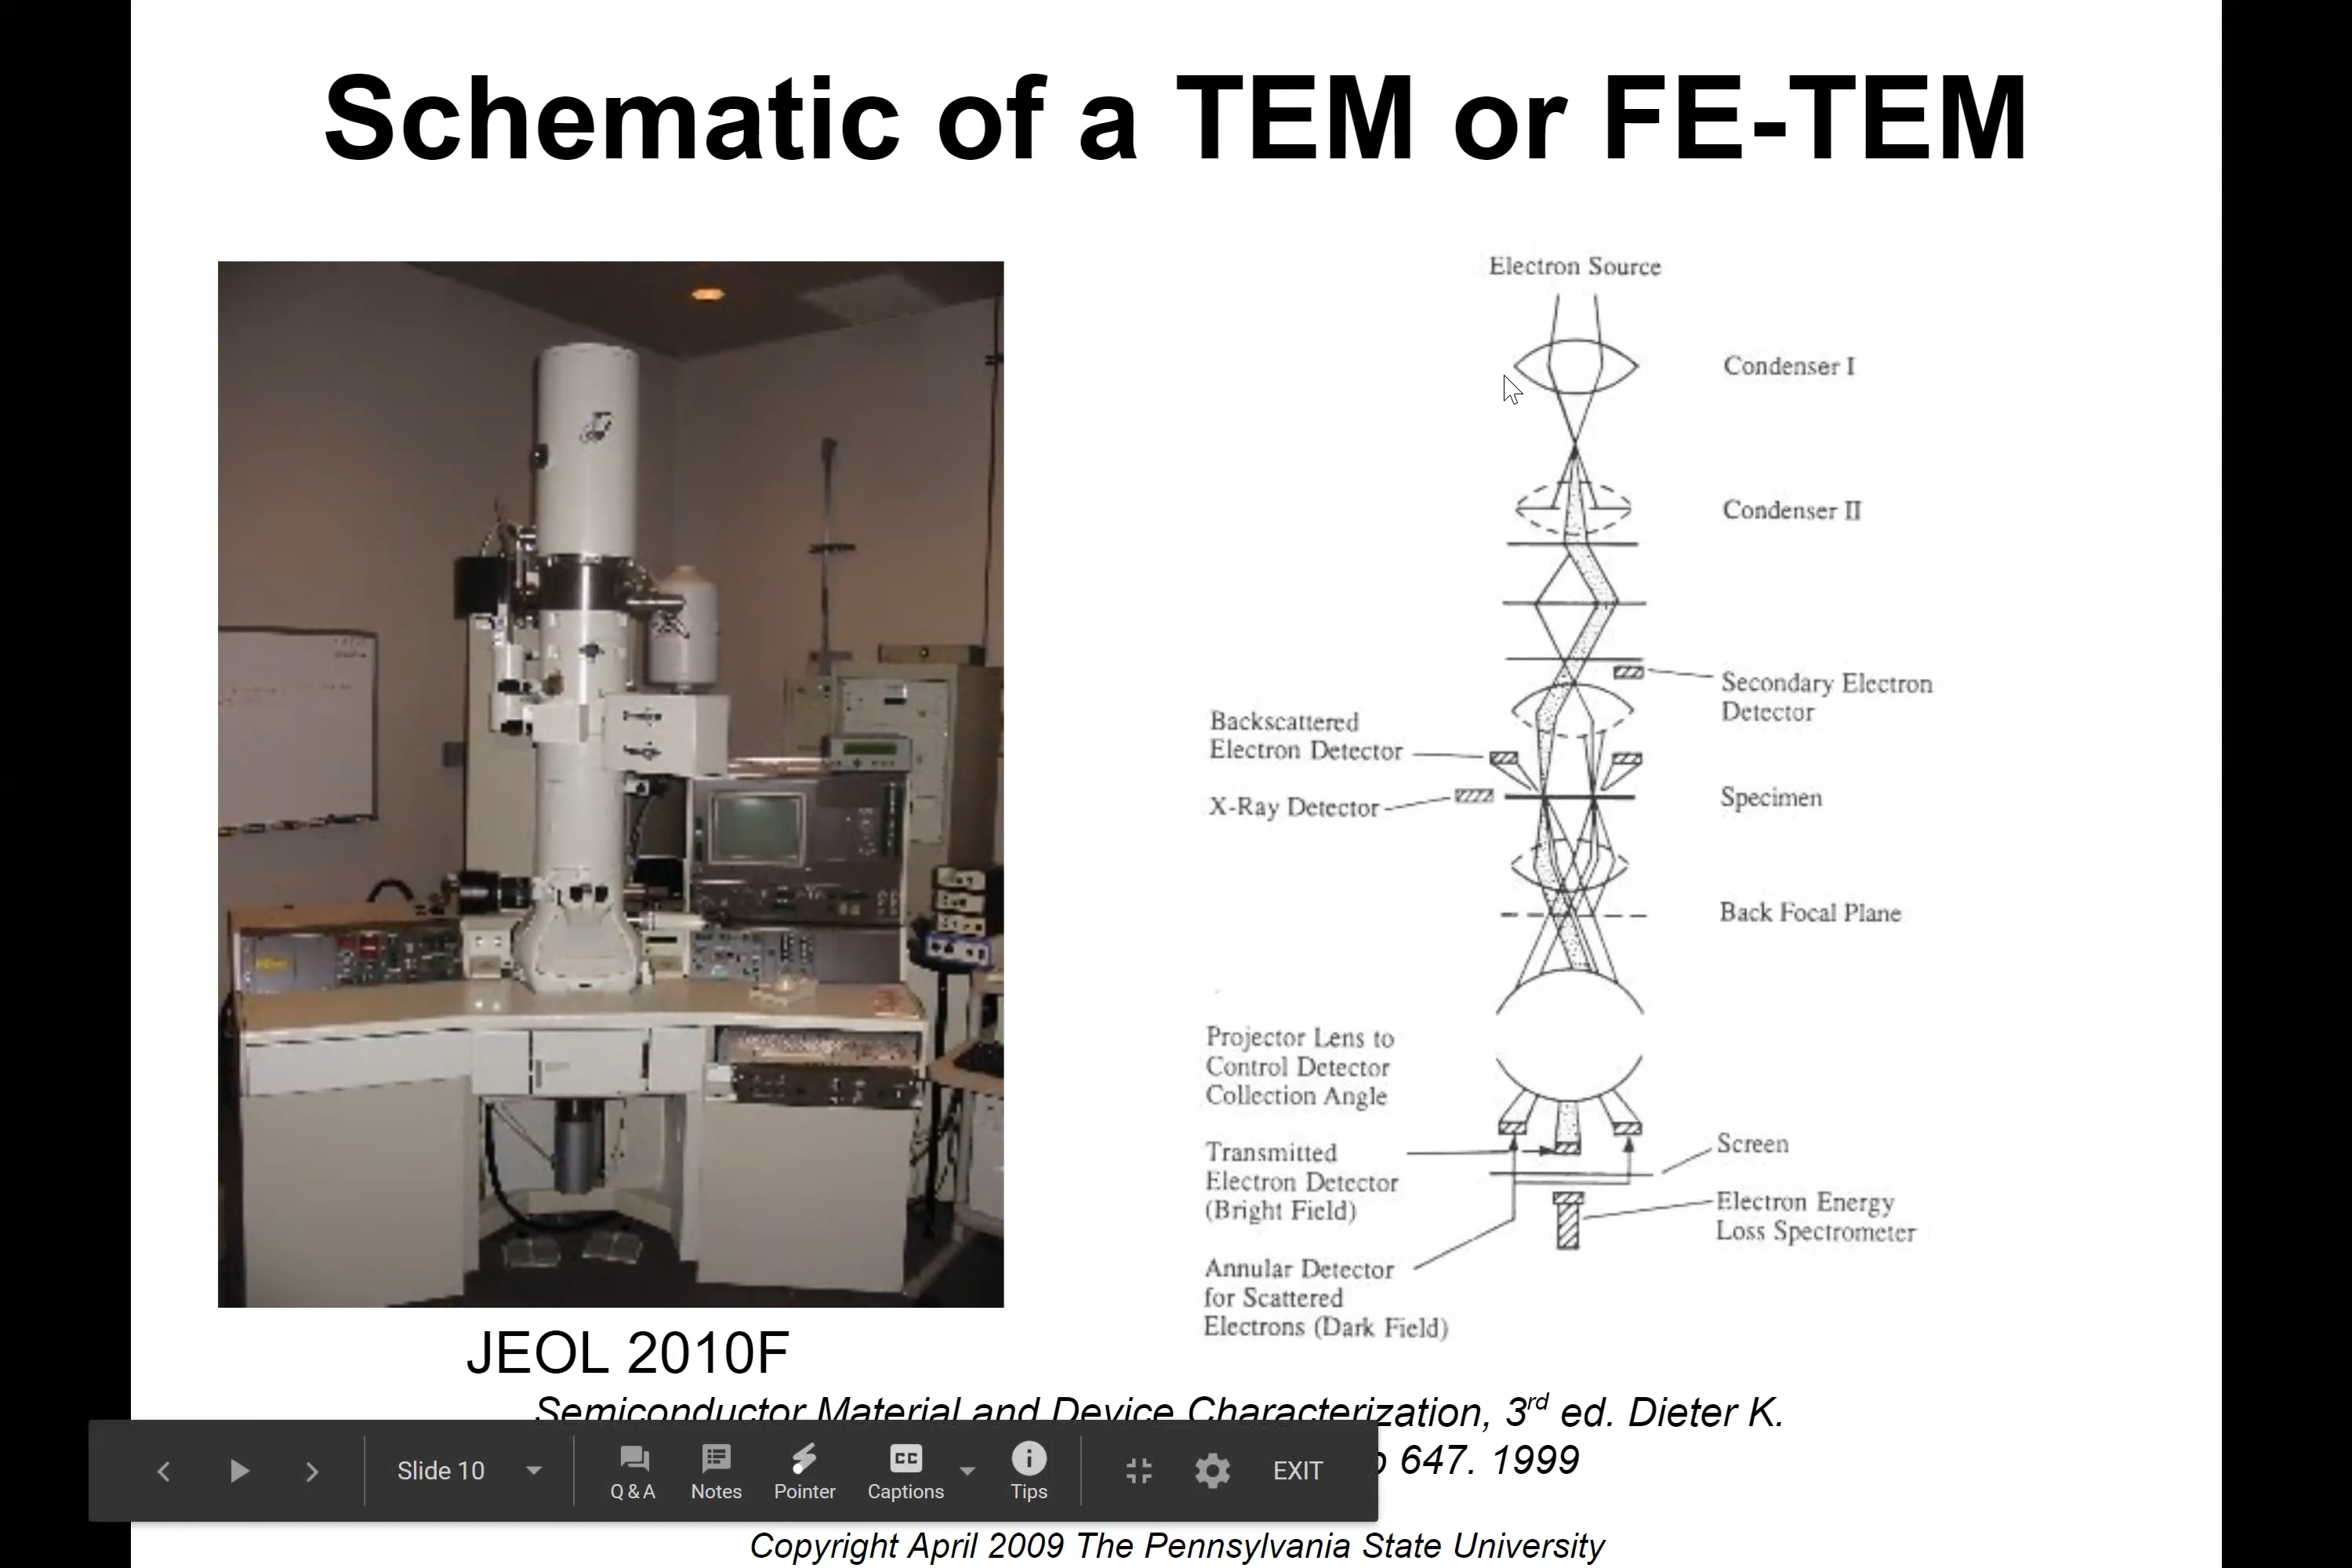 Schematic of a TEM or FE-TEM
Electron Source
Condenser I
Condenser II
Secondary Electron
Detector
Backscattered
Electron Detector
X-Ray Detector
Specimen
Back Focal Plane
Projector Lens to
Control Detector
Collection Angle
Transmitted
Electron Detector
(Bright Field)
Screen
Electron Energy
Loss Spectrometer
Annular Detector
for Scattered
Electrons (Dark Field)
JEOL 2010F
Semiconductor Material and Device Characterization, 3rd ed. Dieter K.
647. 1999
Slide 10
Q & A
Notes
Pointer
CC
Captions
Tips
EXIT
Copyright April 2009 The Pennsylvania State University